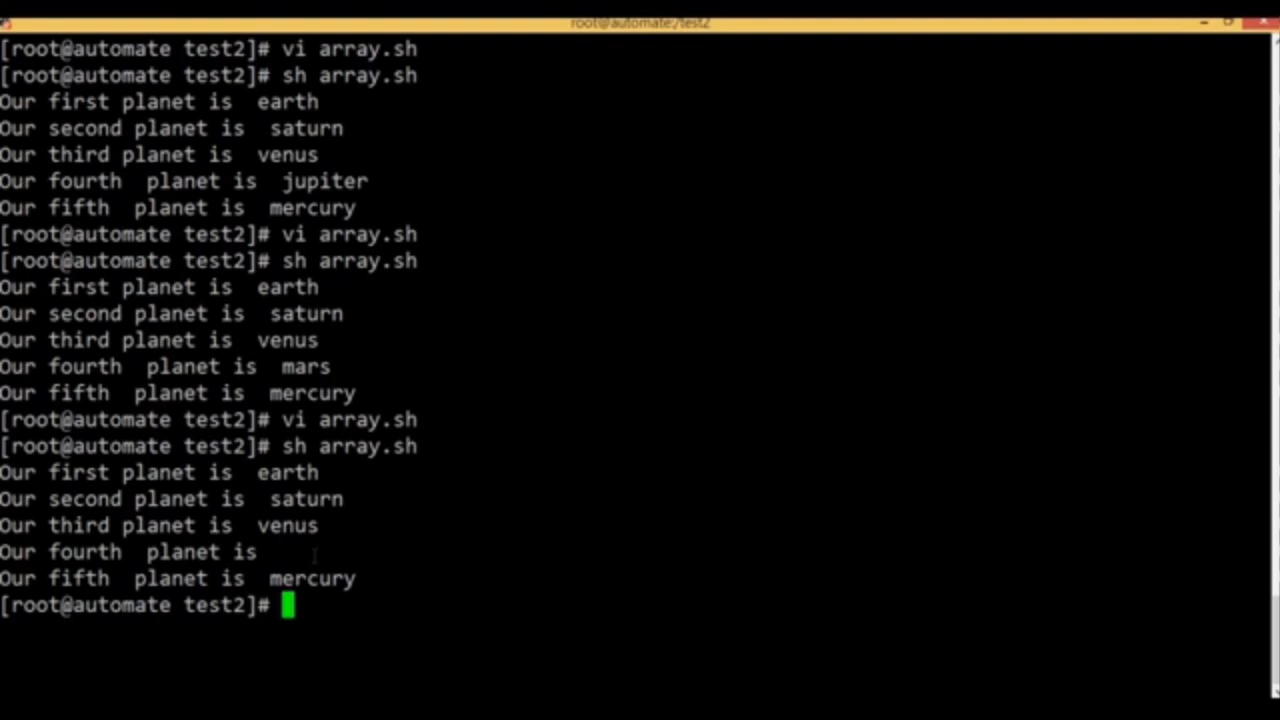 root@automate:/test2
[root@automate test2]# vi array.sh
[root@automate test2]# sh array.sh
Our first planet is  earth
Our second planet is  saturn
Our third planet is  venus
Our fourth  planet is  jupiter
Our fifth  planet is  mercury
[root@automate test2]# vi array.sh
[root@automate test2]# sh array.sh
Our first planet is  earth
Our second planet is  saturn
Our third planet is  venus
Our fourth  planet is  mars
Our fifth  planet is  mercury
[root@automate test2]# vi array.sh
[root@automate test2]# sh array.sh
Our first planet is  earth
Our second planet is  saturn
Our third planet is  venus
Our fourth  planet is
Our fifth  planet is  mercury
[root@automate test2]#